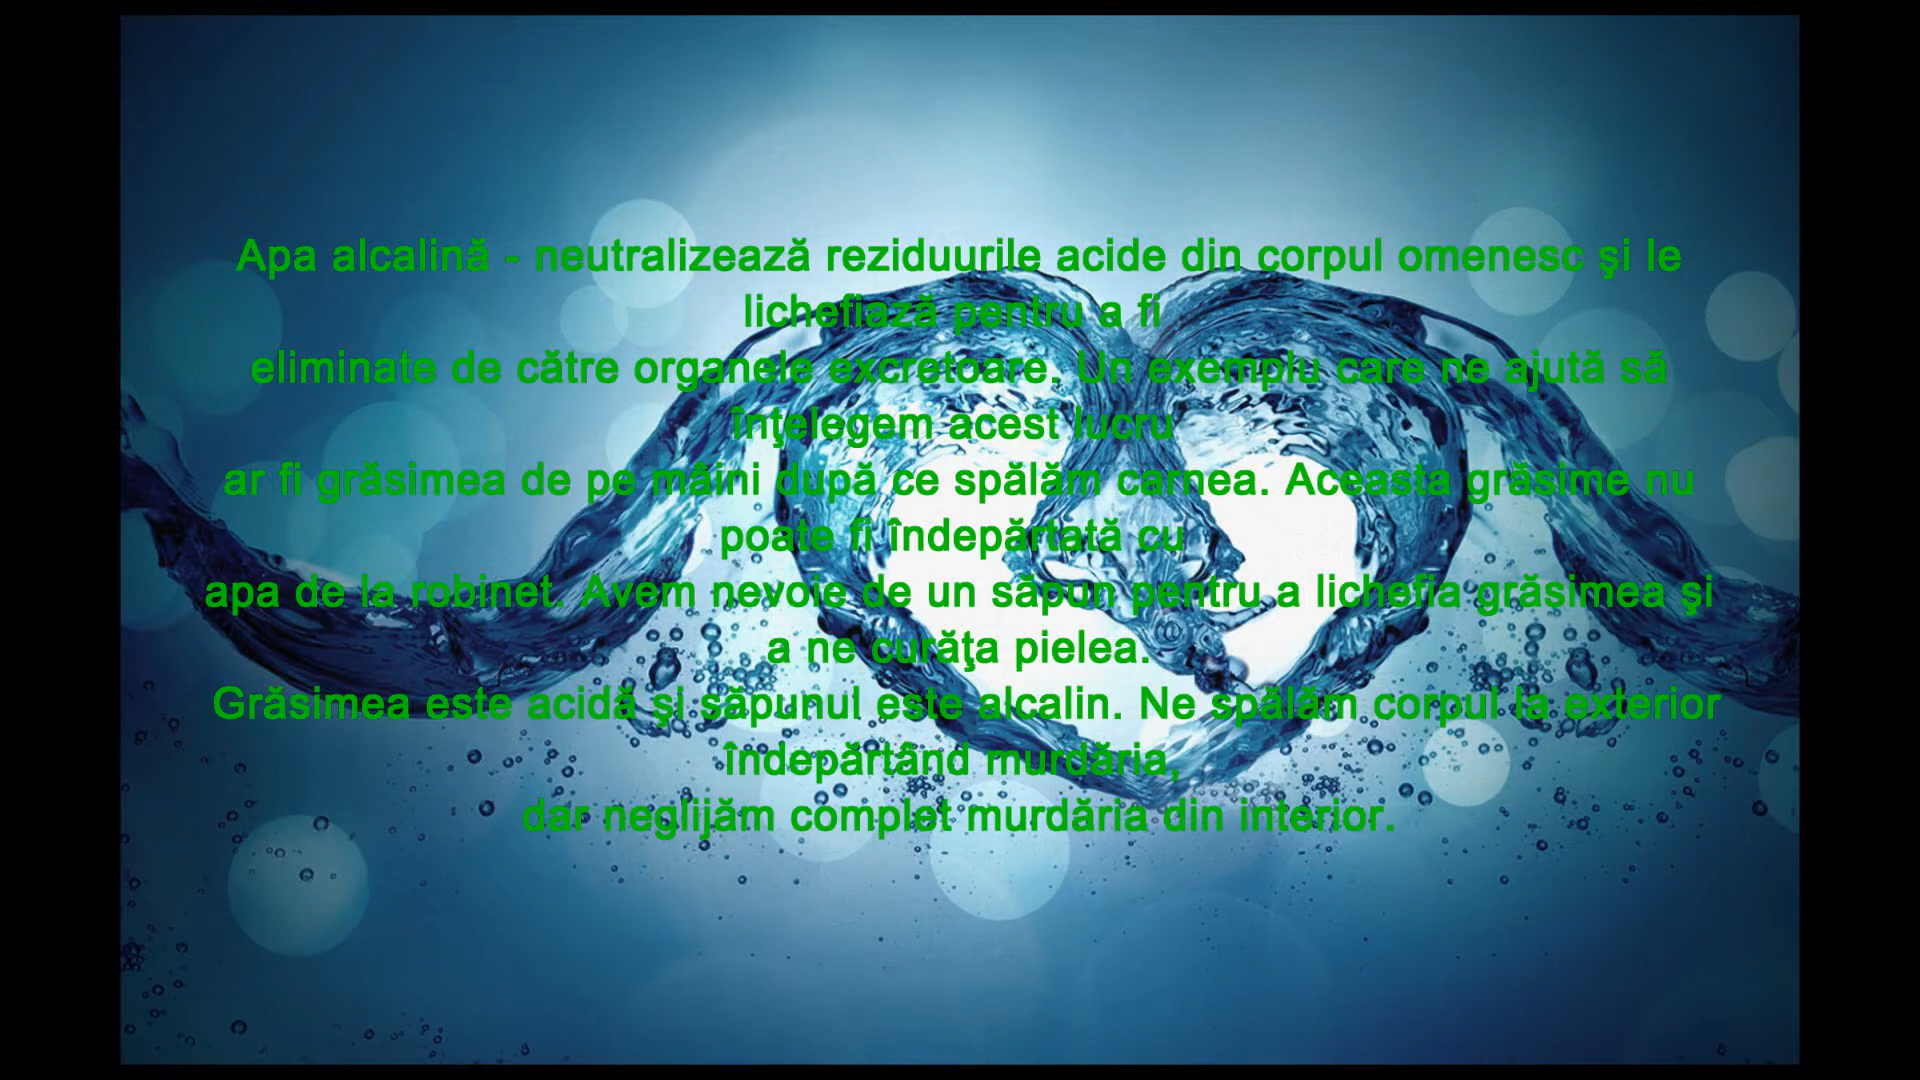 Apa alcalină - neutralizează reziduurile acide din corpul omenesc şi le
lichefiază pentru a fi
eliminate de către organele excretoare. Un exemplu care ne ajută să
înţelegem acest lucru
ar fi grăsimea de pe mâini după ce spălăm carnea. Aceasta grăsime nu
poate fi îndepărtată cu
apa de la robinet. Avem nevoie de un săpun pentru a lichefia grăsimea şi
a ne curăţa pielea.
Grăsimea este acidă şi săpunul este alcalin. Ne spălăm corpul la exterior
îndepărtând murdăria,
dar neglijăm complet murdăria din interior.